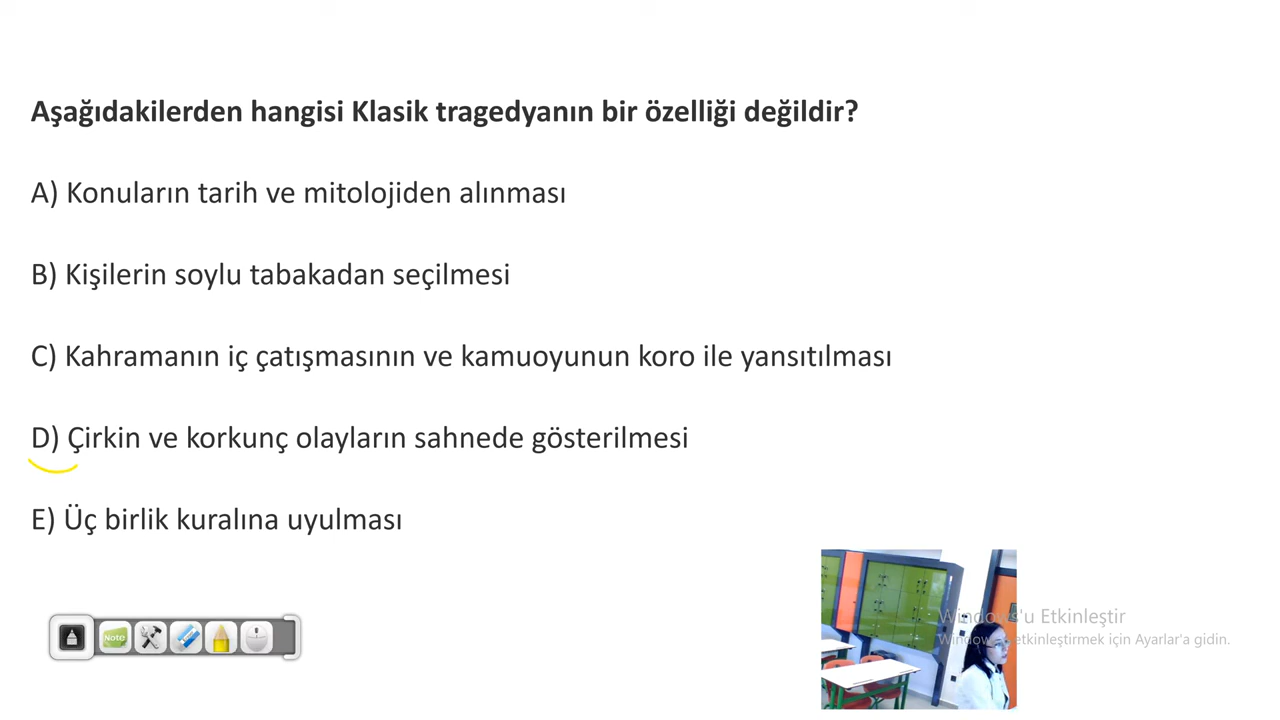 Aşağıdakilerden hangisi Klasik tragedyanın bir özelliği değildir?
A) Konuların tarih ve mitolojiden alınması
B) Kişilerin soylu tabakadan seçilmesi
C) Kahramanın iç çatışmasının ve kamuoyunun koro ile yansıtılması
D) Çirkin ve korkunç olayların sahnede gösterilmesi
E) Üç birlik kuralına uyulması
Note
Windows'u Etkinleştir
Windows'u etkinleştirmek için Ayarlar'a gidin.